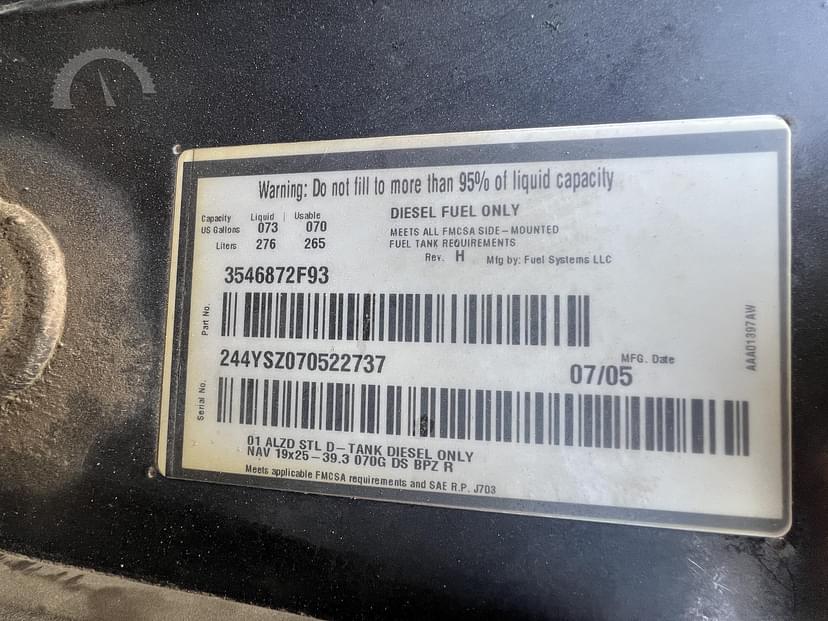 Warning: Do not fill to more than 95% of liquid capacity
Capacity Liquid | Usable
US Gallons 073 070
Liters 276 265
DIESEL FUEL ONLY
MEETS ALL FMCSA SIDE-MOUNTED
FUEL TANK REQUIREMENTS
Rev. H Mfg by: Fuel Systems LLC
3546872F93
Part No.
244YSZ070522737
MFG. Date
07/05
Serial No.
AAA01397AW
01 ALZD STL D-TANK DIESEL ONLY
NAV 19x25-39.3 070G DS BPZ R
Meets applicable FMCSA requirements and SAE R.P. J703